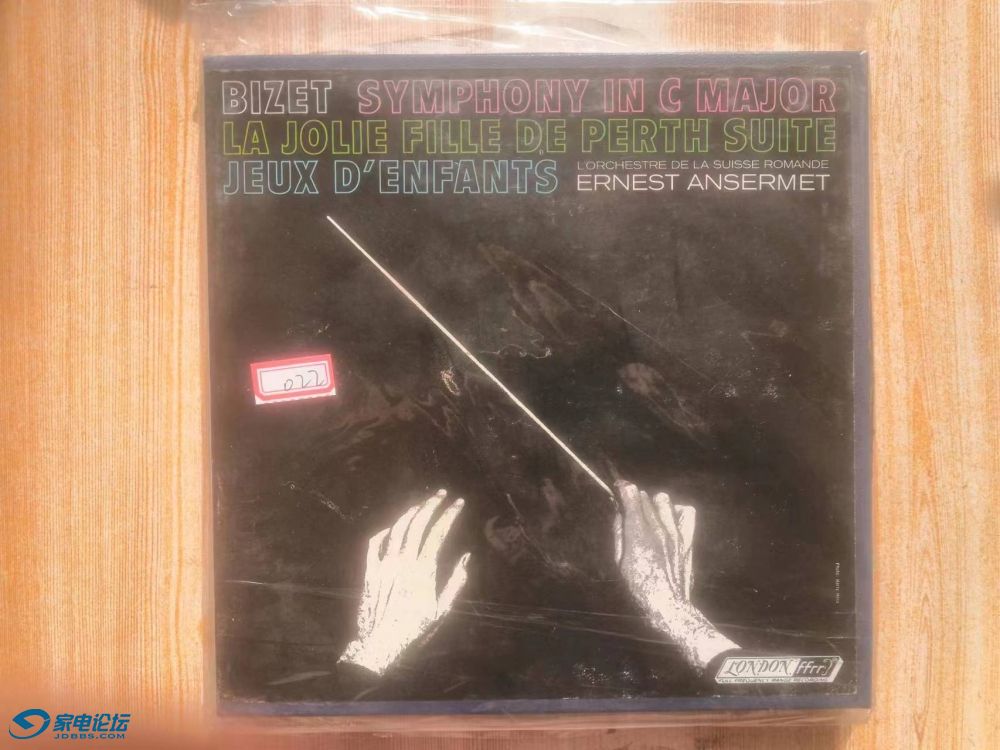 BIZET SYMPHONY IN C MAJOR
LA JOLIE FILLE DE PERTH SUITE
JEUX D'ENFANTS
L'ORCHESTRE DE LA SUISSE ROMANDE
ERNEST ANSERMET
022
LONDON ffrr
FULL FREQUENCY RANGE RECORDING
家电论坛
JDBBS.COM